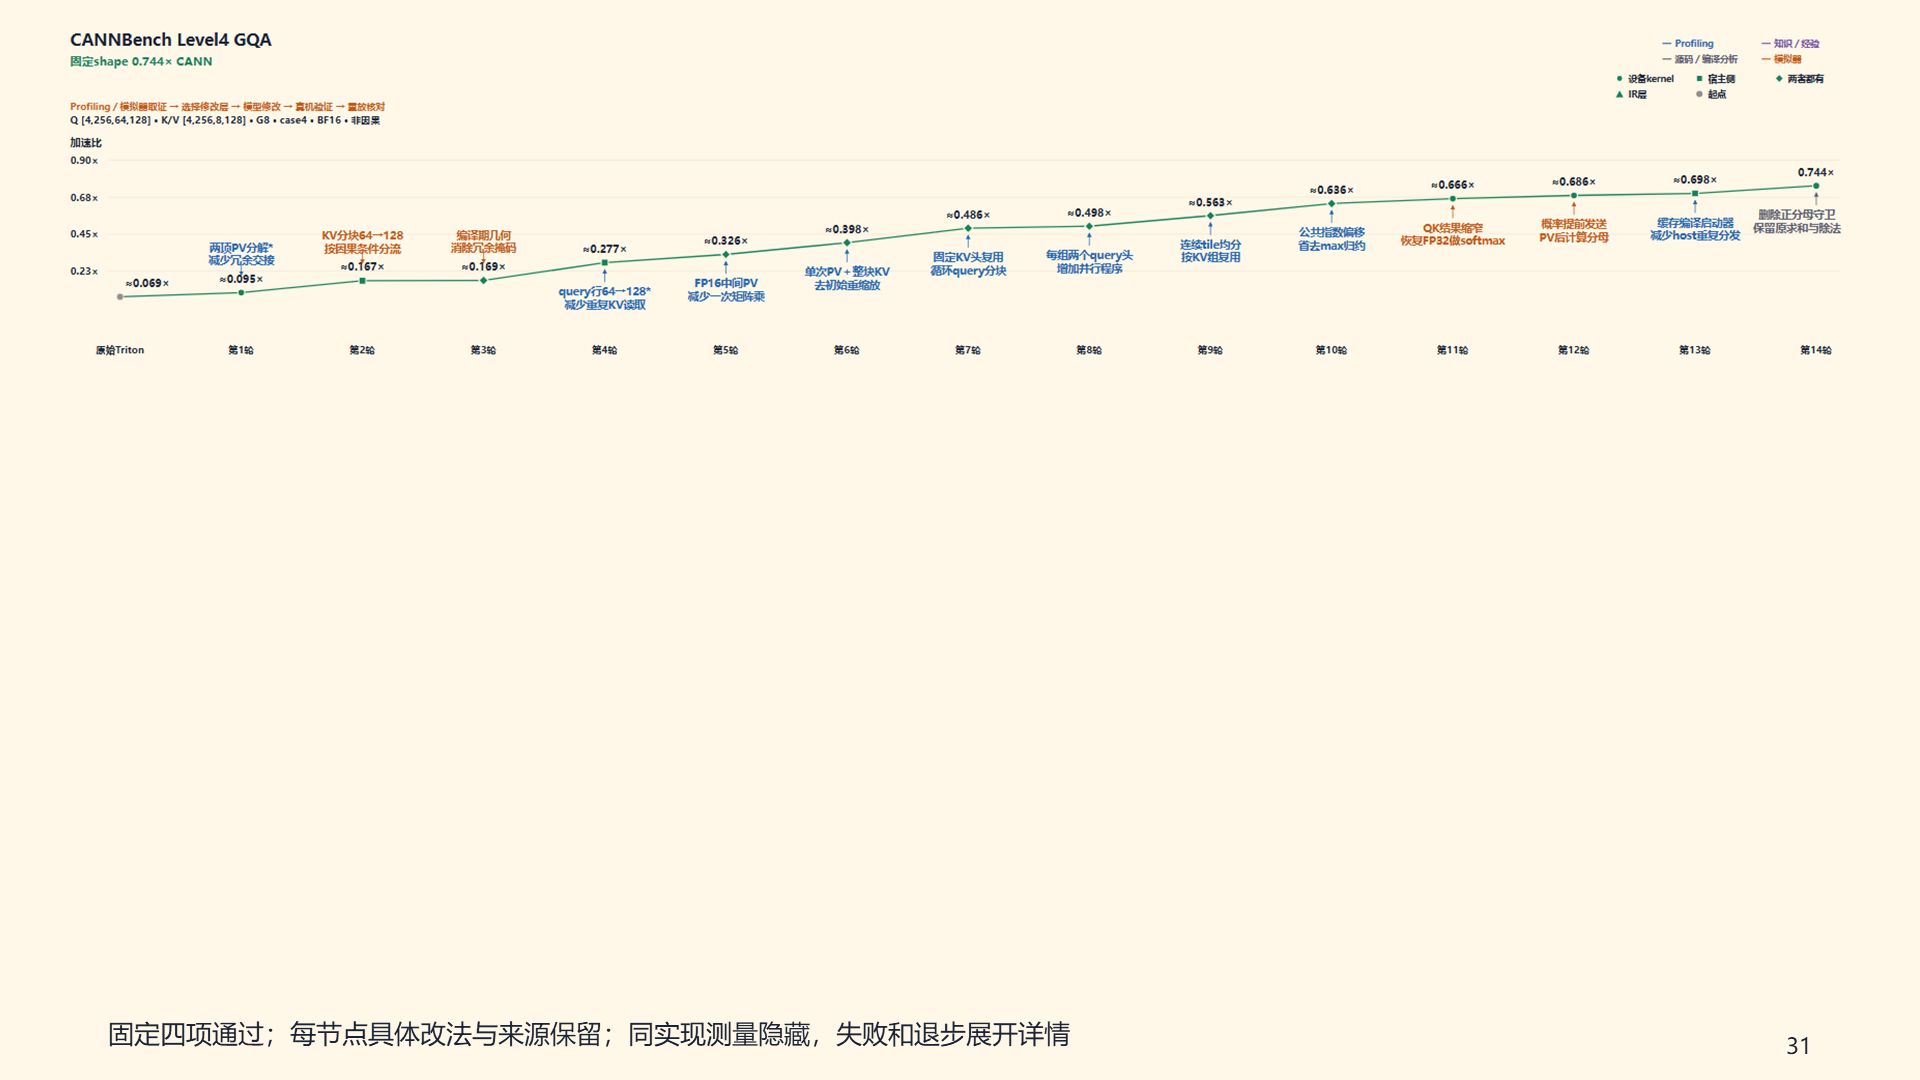 CANNBench Level4 GQA
固定shape 0.744× CANN
Profiling
知识 / 经验
源码 / 编译分析
模拟器
设备kernel
宿主侧
两者都有
IR层
起点
Profiling / 模拟器取证 → 选择修改层 → 模型修改 → 真机验证 → 重放核对
Q [4,256,64,128] • K/V [4,256,8,128] • G8 • case4 • BF16 • 非因果
加速比
0.90×
0.68×
0.45×
0.23×
≈0.069×
两项PV分解*
减少冗余交接
≈0.095×
KV分块64→128
按因果条件分流
≈0.167×
编译期几何
消除冗余掩码
≈0.169×
≈0.277×
query行64→128*
减少重复KV读取
≈0.326×
FP16中间PV
减少一次矩阵乘
≈0.398×
单次PV + 整块KV
去初始重缩放
≈0.486×
固定KV头复用
循环query分块
≈0.498×
每组两个query头
增加并行程序
≈0.563×
连续tile均分
按KV组复用
≈0.636×
公共指数偏移
省去max归约
≈0.666×
QK结果缩窄
恢复FP32做softmax
≈0.686×
概率提前发送
PV后计算分母
≈0.698×
缓存编译启动器
减少host重复分发
0.744×
删除正分母守卫
保留原求和与除法
原始Triton
第1轮
第2轮
第3轮
第4轮
第5轮
第6轮
第7轮
第8轮
第9轮
第10轮
第11轮
第12轮
第13轮
第14轮
固定四项通过；每节点具体改法与来源保留；同实现测量隐藏，失败和退步展开详情
31